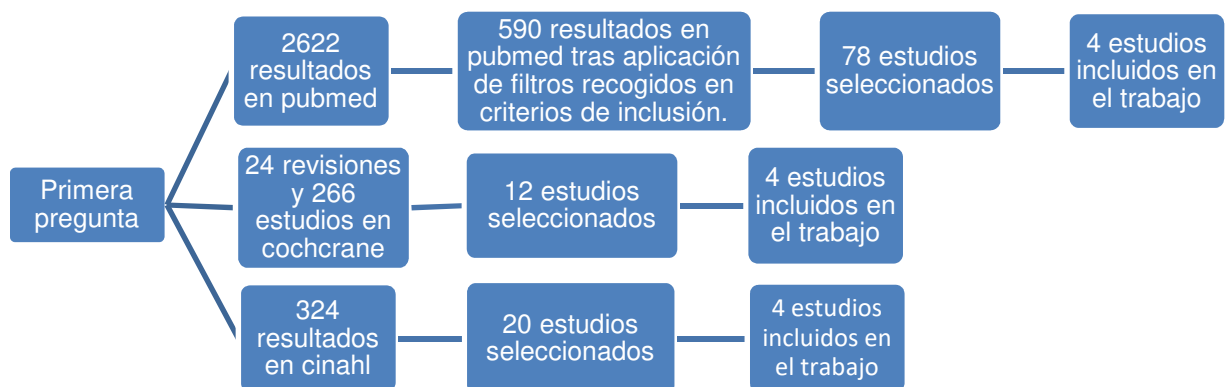 Primera
pregunta
2622
resultados
en pubmed
590 resultados en
pubmed tras aplicación
de filtros recogidos en
criterios de inclusión.
78 estudios
seleccionados
4 estudios
incluidos en
el trabajo
24 revisiones
y 266
estudios en
cochcrane
12 estudios
seleccionados
4 estudios
incluidos en
el trabajo
324
resultados
en cinahl
20 estudios
seleccionados
4 estudios
incluidos en
el trabajo